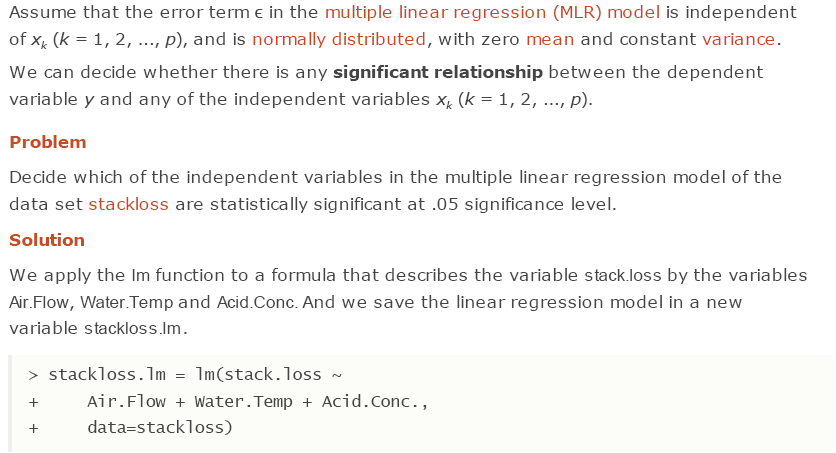 Assume that the error term ϵ in the multiple linear regression (MLR) model is independent
of xk (k = 1, 2, ..., p), and is normally distributed, with zero mean and constant variance.
We can decide whether there is any significant relationship between the dependent
variable y and any of the independent variables xk (k = 1, 2, ..., p).
Problem
Decide which of the independent variables in the multiple linear regression model of the
data set stackloss are statistically significant at .05 significance level.
Solution
We apply the lm function to a formula that describes the variable stack.loss by the variables
Air.Flow, Water.Temp and Acid.Conc. And we save the linear regression model in a new
variable stackloss.lm.
> stackloss.lm = lm(stack.loss ~
+     Air.Flow + Water.Temp + Acid.Conc.,
+     data=stackloss)